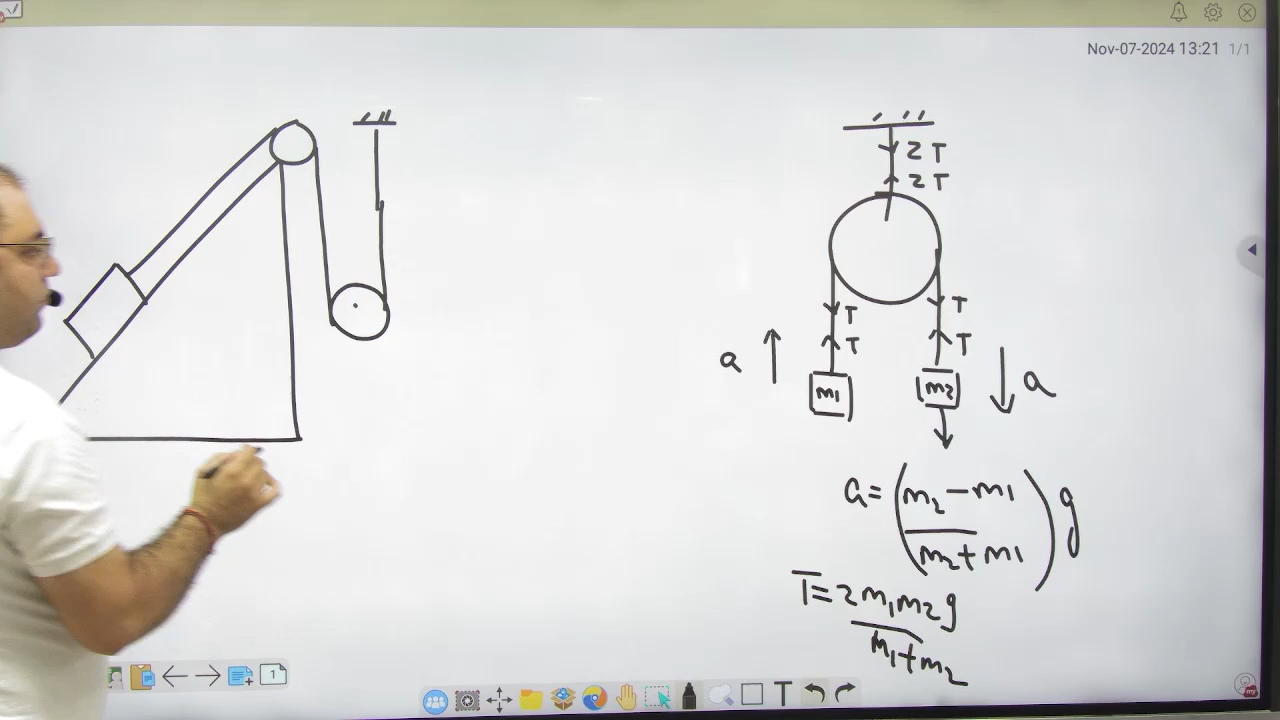 Nov-07-2024 13:21 1/1
2T
2T
T
T
T
T
a
m1
m2
a
a = (m2 - m1 / m2 + m1) g
T = 2m1m2g / m1 + m2
1
T